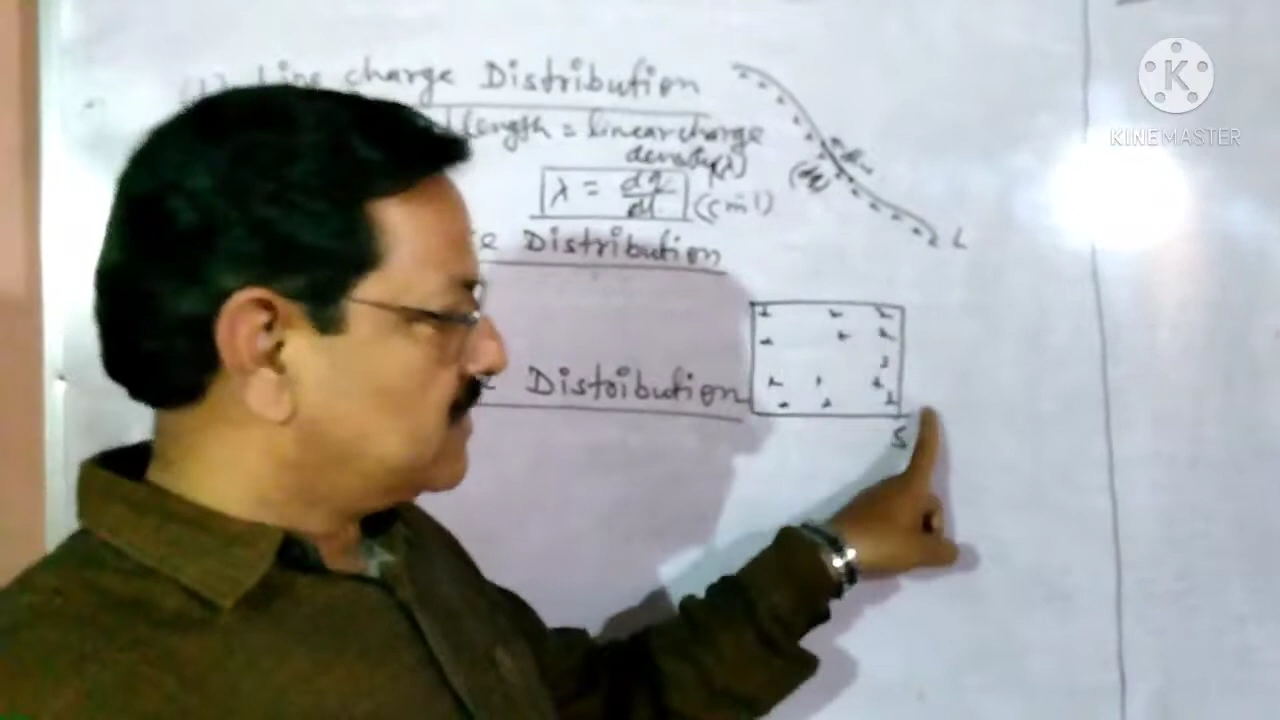 Line charge Distribution
length = linear charge
density (λ)
λ = dq/dl (Cm-1)
L
Distribution
Distribution
S
K
KINEMASTER